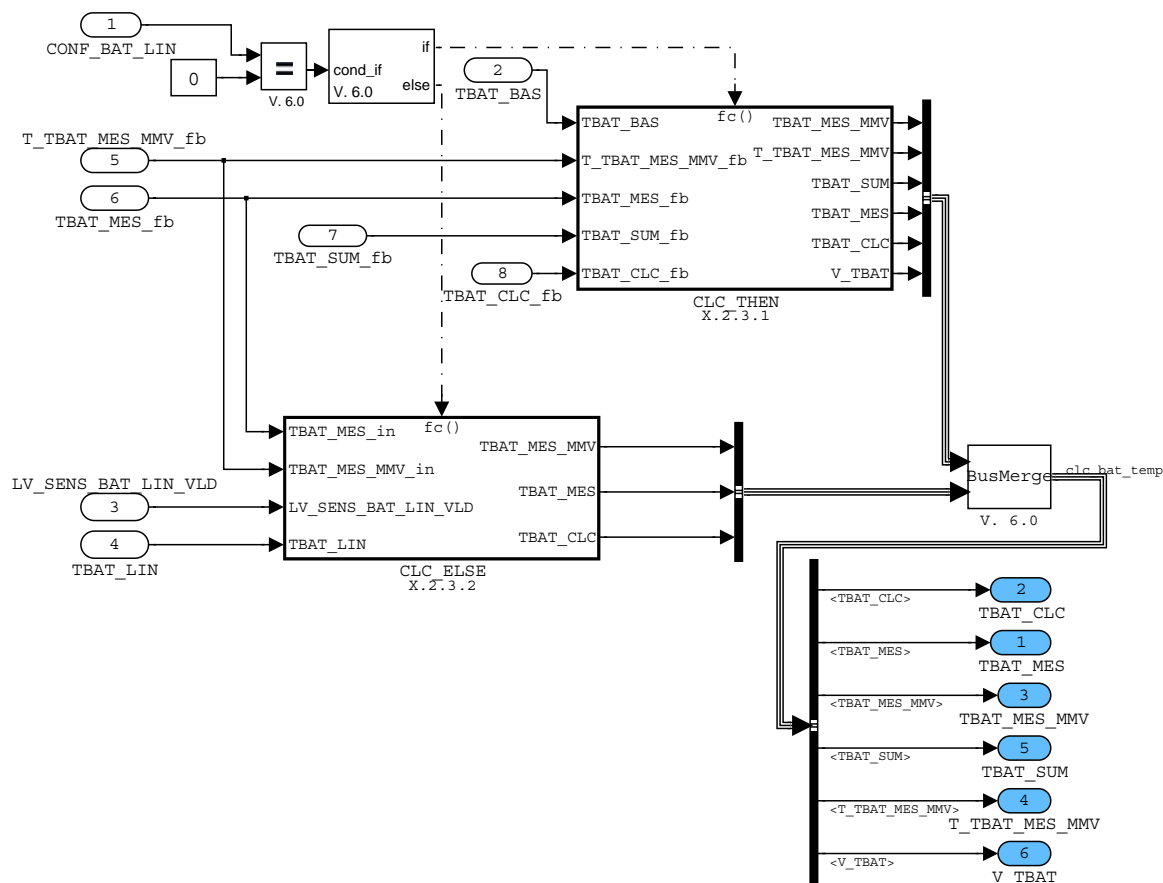 1
CONF_BAT_LIN
0
=
V. 6.0
if
cond_if
else
V. 6.0
2
TBAT_BAS
T_TBAT_MES_MMV_fb
5
6
TBAT_MES_fb
7
TBAT_SUM_fb
8
TBAT_CLC_fb
fc()
TBAT_BAS
T_TBAT_MES_MMV_fb
TBAT_MES_fb
TBAT_SUM_fb
TBAT_CLC_fb
TBAT_MES_MMV
T_TBAT_MES_MMV
TBAT_SUM
TBAT_MES
TBAT_CLC
V_TBAT
CLC_THEN
X.2.3.1
LV_SENS_BAT_LIN_VLD
3
4
TBAT_LIN
fc()
TBAT_MES_in
TBAT_MES_MMV_in
LV_SENS_BAT_LIN_VLD
TBAT_LIN
TBAT_MES_MMV
TBAT_MES
TBAT_CLC
CLC_ELSE
X.2.3.2
BusMerge
V. 6.0
clc_bat_temp
<TBAT_CLC>
2
TBAT_CLC
<TBAT_MES>
1
TBAT_MES
<TBAT_MES_MMV>
3
TBAT_MES_MMV
<TBAT_SUM>
5
TBAT_SUM
<T_TBAT_MES_MMV>
4
T_TBAT_MES_MMV
<V_TBAT>
6
V_TBAT